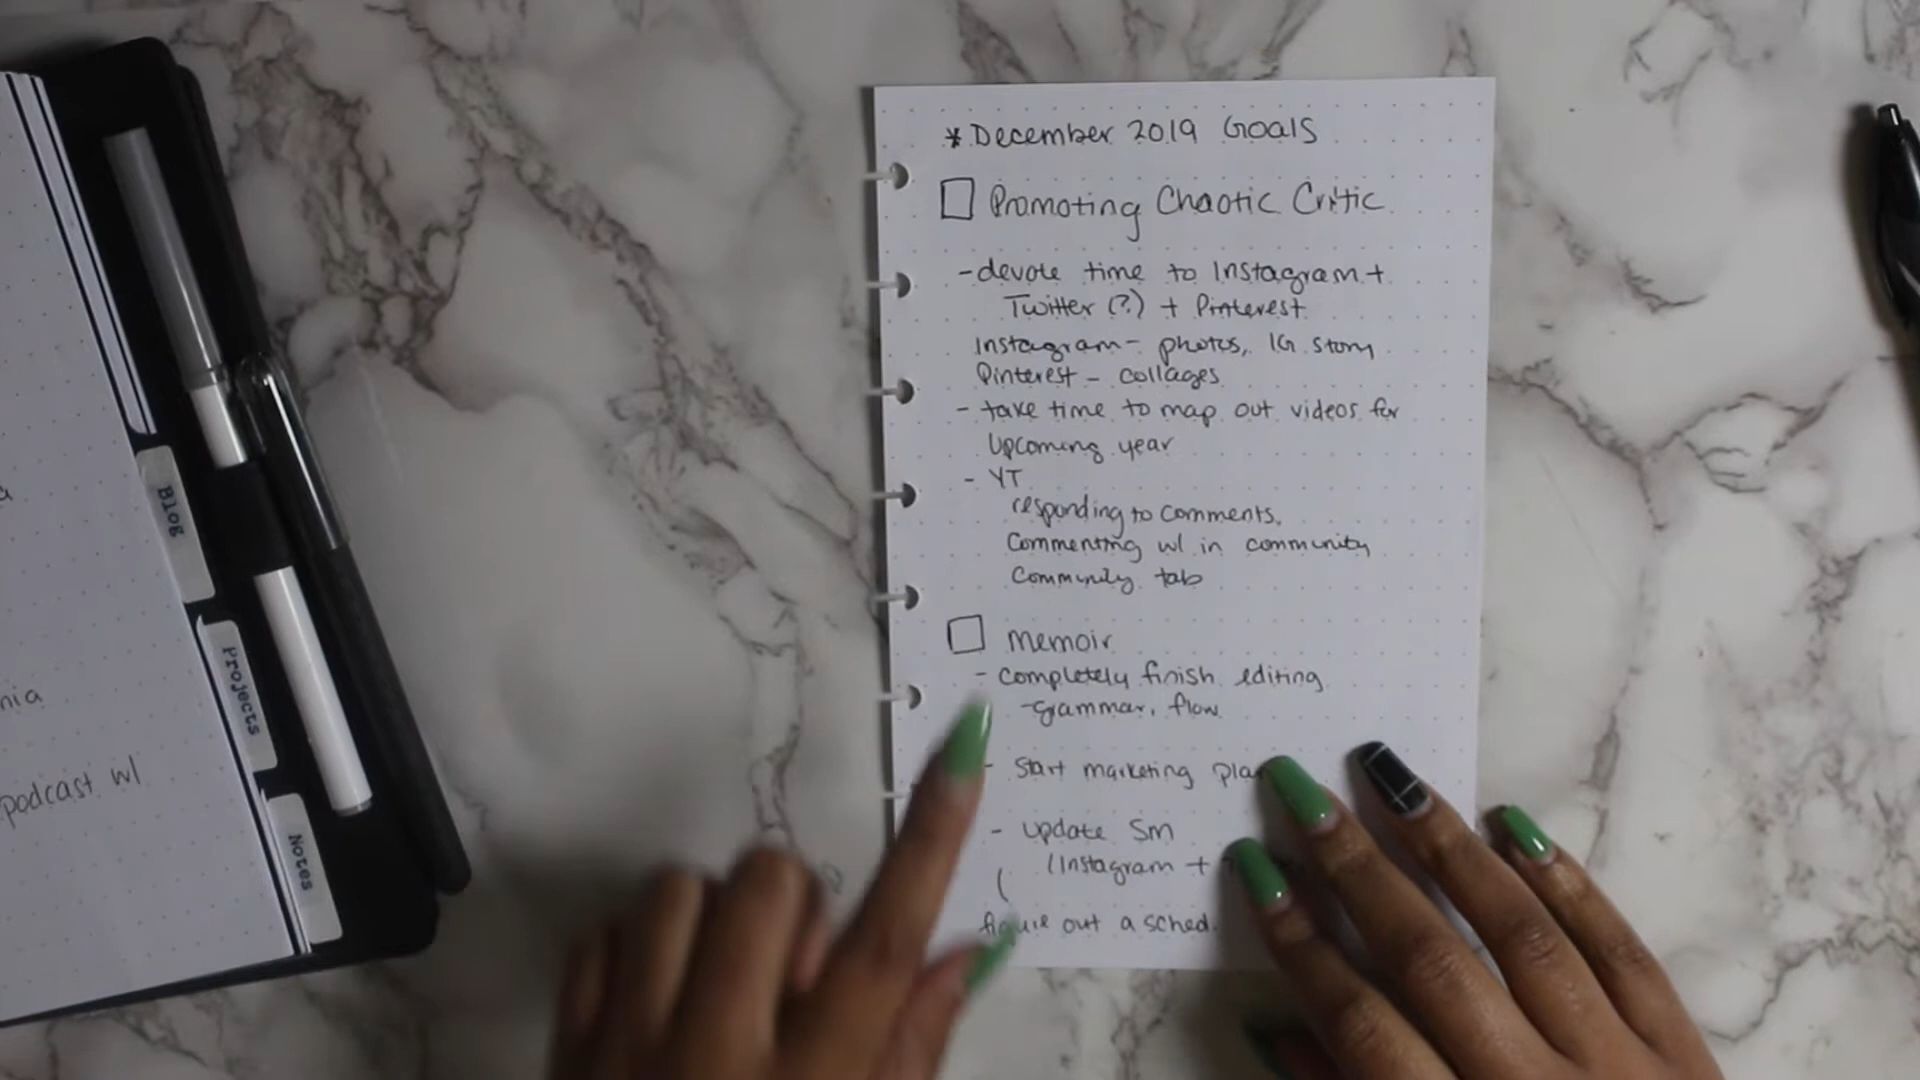 * December 2019 Goals
Promoting Chaotic Critic
- devote time to Instagram +
Twitter (?) + Pinterest
Instagram - photos, IG story
Pinterest - collages
- take time to map out videos for
upcoming year
- YT
responding to comments,
commenting w/ in community
community tab
Memoir
- completely finish editing
- grammar, flow
- Start marketing
- update SM
(Instagram +
(
figure out a sched.
podcast w/
Blog
Projects
Notes